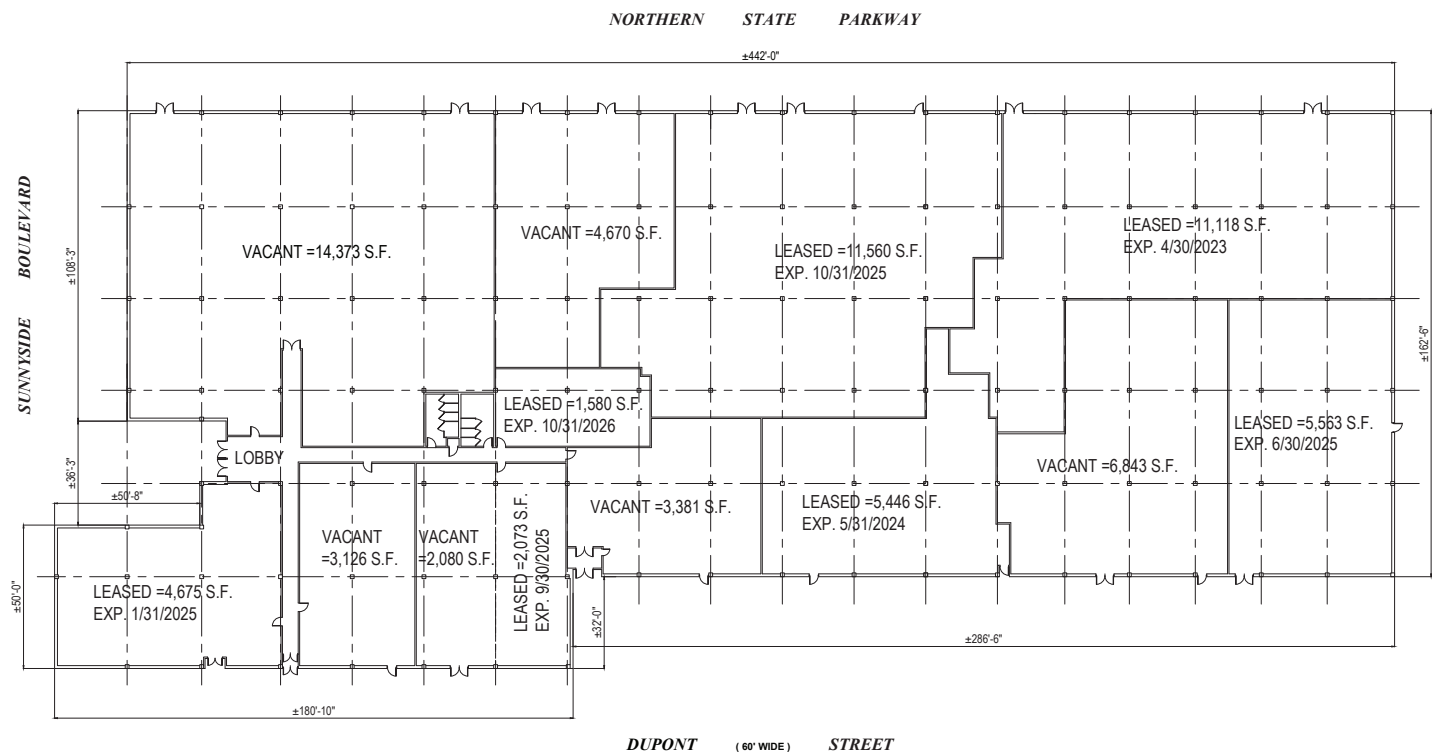 NORTHERN STATE PARKWAY
±442'-0"
SUNNYSIDE BOULEVARD
±108'-3"
VACANT =14,373 S.F.
VACANT =4,670 S.F.
LEASED =11,560 S.F.
EXP. 10/31/2025
LEASED =11,118 S.F.
EXP. 4/30/2023
±162'-6"
LEASED =1,580 S.F.
EXP. 10/31/2026
LEASED =5,563 S.F.
EXP. 6/30/2025
±36'-3"
LOBBY
VACANT =6,843 S.F.
±50'-8"
VACANT =3,381 S.F.
LEASED =5,446 S.F.
EXP. 5/31/2024
VACANT
=3,126 S.F.
VACANT
=2,080 S.F.
LEASED =2,073 S.F.
EXP. 9/30/2025
±50'-0"
LEASED =4,675 S.F.
EXP. 1/31/2025
±32'-0"
±286'-6"
±180'-10"
DUPONT ( 60' WIDE ) STREET